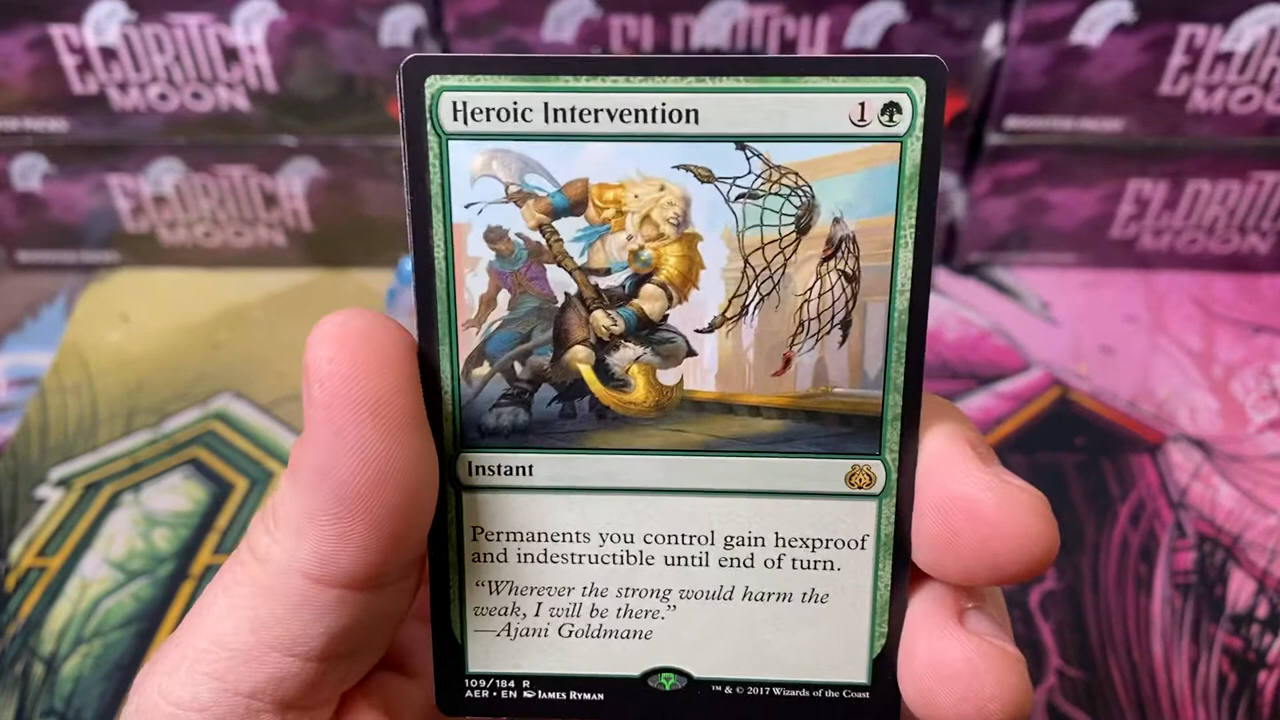 ELDRITCH
MOON
ELDRITCH
ELDRITCH
MOON
ELDRITCH
MOON
ELDRITCH
MOON
Heroic Intervention
1
Instant
Permanents you control gain hexproof
and indestructible until end of turn.
“Wherever the strong would harm the
weak, I will be there.”
—Ajani Goldmane
109/184 R
AER • EN James Ryman
™ & © 2017 Wizards of the Coast